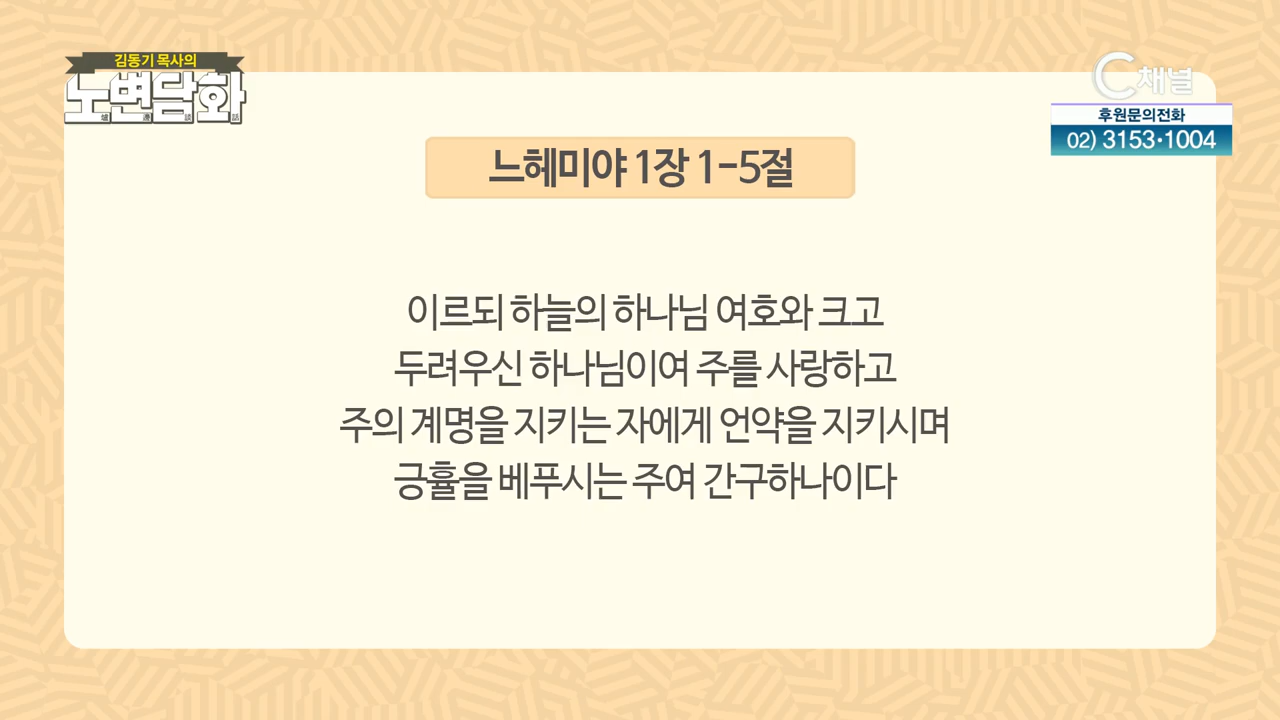 김동기 목사의
노변담화
C채널
후원문의전화
02) 3153·1004
느헤미야 1장 1-5절
이르되 하늘의 하나님 여호와 크고
두려우신 하나님이여 주를 사랑하고
주의 계명을 지키는 자에게 언약을 지키시며
긍휼을 베푸시는 주여 간구하나이다